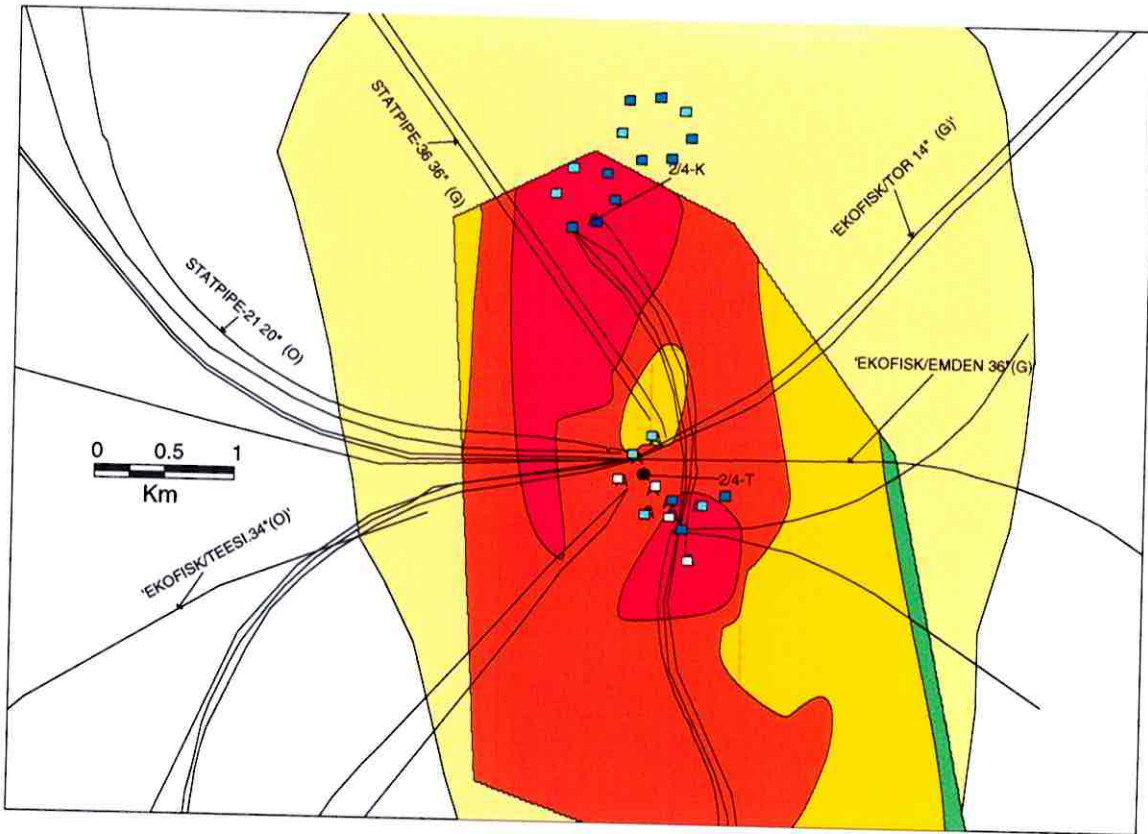 STATPIPE-36 36" (G)
2/4-K
'EKOFISK/TOR 14" (G)'
STATPIPE-21 20" (O)
'EKOFISK/EMDEN 36"(G)
0 0.5 1
Km
2/4-T
'EKOFISK/TEESI.34"(O)'